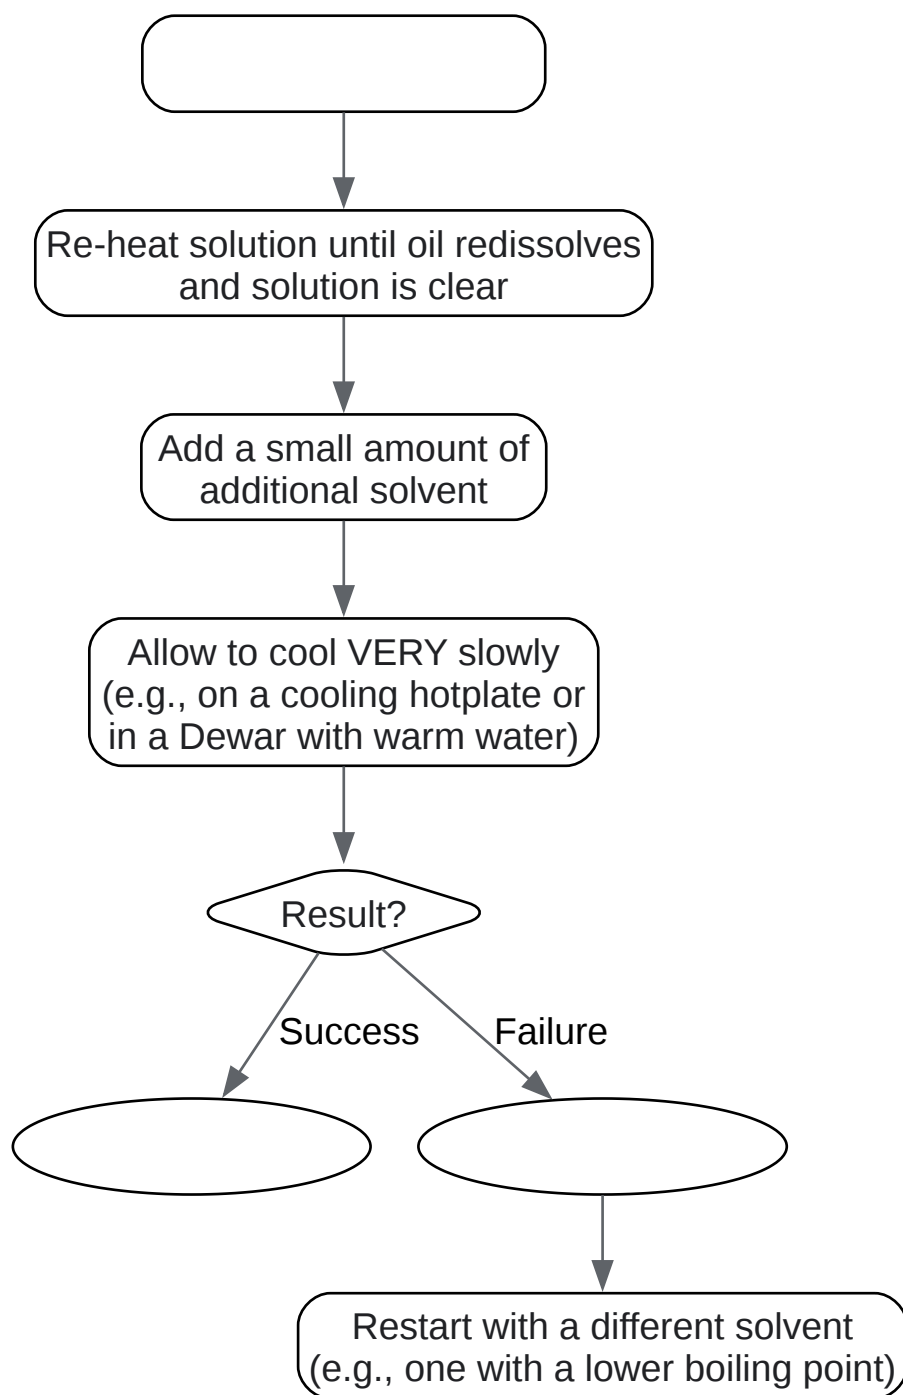 Re-heat solution until oil redissolves
and solution is clear
Add a small amount of
additional solvent
Allow to cool VERY slowly
(e.g., on a cooling hotplate or
in a Dewar with warm water)
Result?
Success
Failure
Restart with a different solvent
(e.g., one with a lower boiling point)